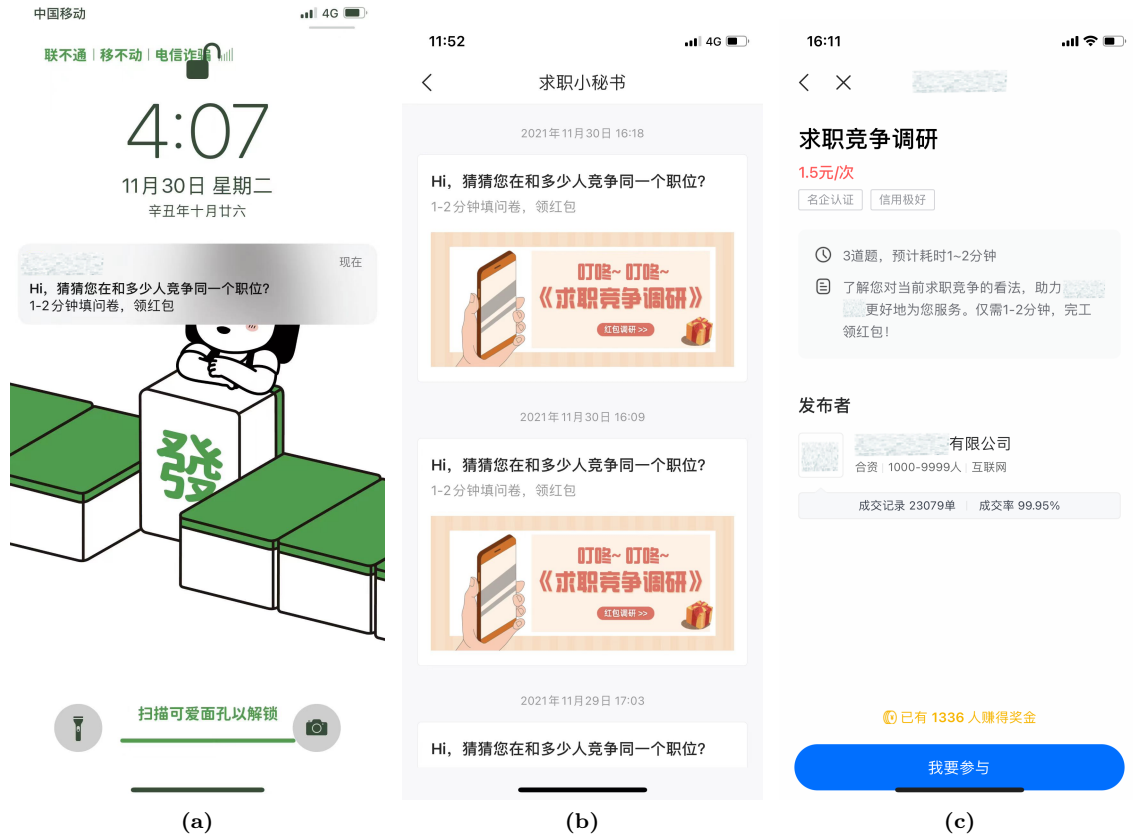 中国移动
4G
联不通 | 移不动 | 电信诈骗
4:07
11月30日 星期二
辛丑年十月廿六
现在
Hi，猜猜您在和多少人竞争同一个职位？
1-2分钟填问卷，领红包
發
扫描可爱面孔以解锁
(a)
11:52
4G
求职小秘书
2021年11月30日 16:18
Hi，猜猜您在和多少人竞争同一个职位？
1-2分钟填问卷，领红包
叮咚~ 叮咚~
《求职竞争调研》
红包调研 >>
2021年11月30日 16:09
Hi，猜猜您在和多少人竞争同一个职位？
1-2分钟填问卷，领红包
叮咚~ 叮咚~
《求职竞争调研》
红包调研 >>
2021年11月29日 17:03
Hi，猜猜您在和多少人竞争同一个职位？
(b)
16:11
求职竞争调研
1.5元/次
名企认证 信用极好
3道题，预计耗时1~2分钟
了解您对当前求职竞争的看法，助力
更好地为您服务。仅需1-2分钟，完工
领红包！
发布者
有限公司
合资 | 1000-9999人 | 互联网
成交记录 23079单 | 成交率 99.95%
已有 1336 人赚得奖金
我要参与
(c)